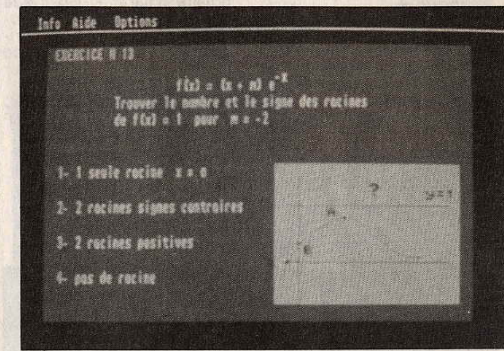 Info Aide Options
EXERCICE N 13
f(x) = (x + m) e^-x
Trouver le nombre et le signe des racines
de f(x) = 1 pour m = -2
1- 1 seule racine x = 0
2- 2 racines signes contraires
3- 2 racines positives
4- pas de racine
?
y=1
A
B